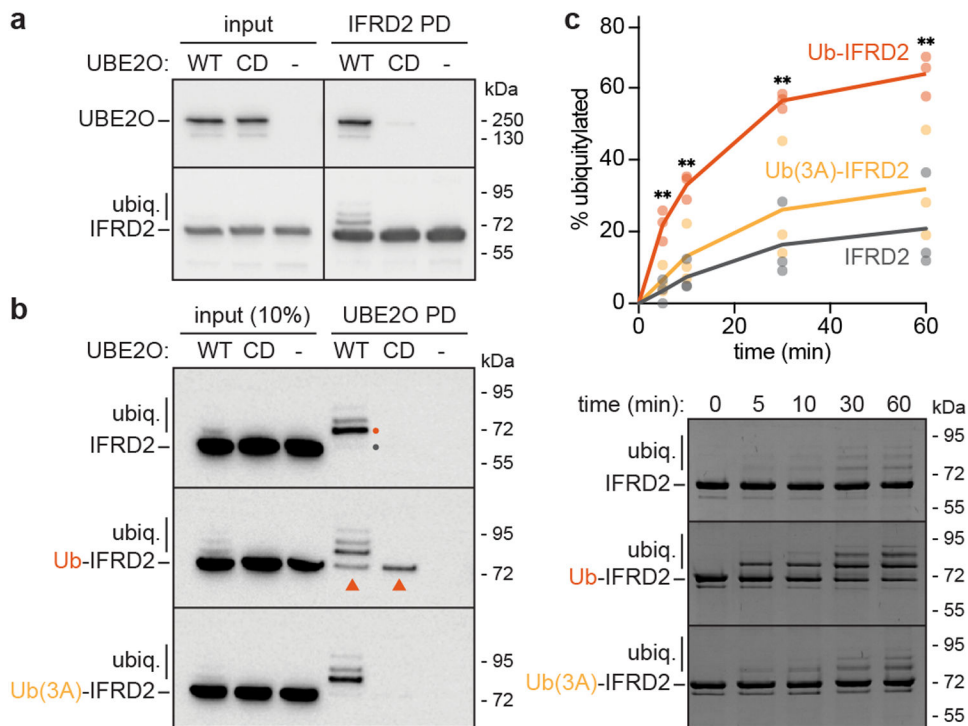 a
input IFRD2 PD
UBE2O: WT CD - WT CD -
kDa
UBE2O
- 250
- 130
ubiq.
IFRD2
- 95
- 72
- 55
b
input (10%) UBE2O PD
UBE2O: WT CD - WT CD -
kDa
ubiq.
IFRD2
- 95
- 72
- 55
ubiq.
Ub-IFRD2
- 95
- 72
ubiq.
Ub(3A)-IFRD2
- 95
- 72
c
% ubiquitylated
80
60
40
20
0
** ** ** **
Ub-IFRD2
Ub(3A)-IFRD2
IFRD2
0 20 40 60
time (min)
time (min): 0 5 10 30 60 kDa
ubiq.
IFRD2
- 95
- 72
- 55
ubiq.
Ub-IFRD2
- 95
- 72
- 55
ubiq.
Ub(3A)-IFRD2
- 95
- 72
- 55